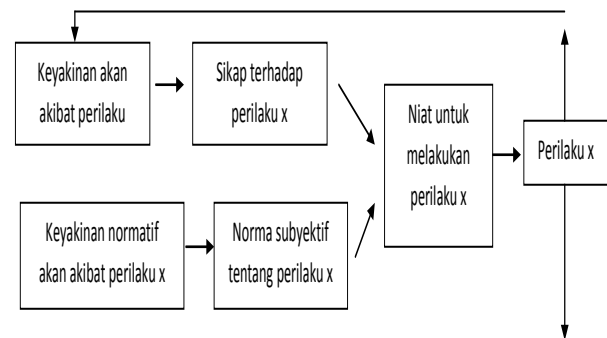 Keyakinan akan
akibat perilaku
Sikap terhadap
perilaku x
Niat untuk
melakukan
perilaku x
Perilaku x
Keyakinan normatif
akan akibat perilaku x
Norma subyektif
tentang perilaku x